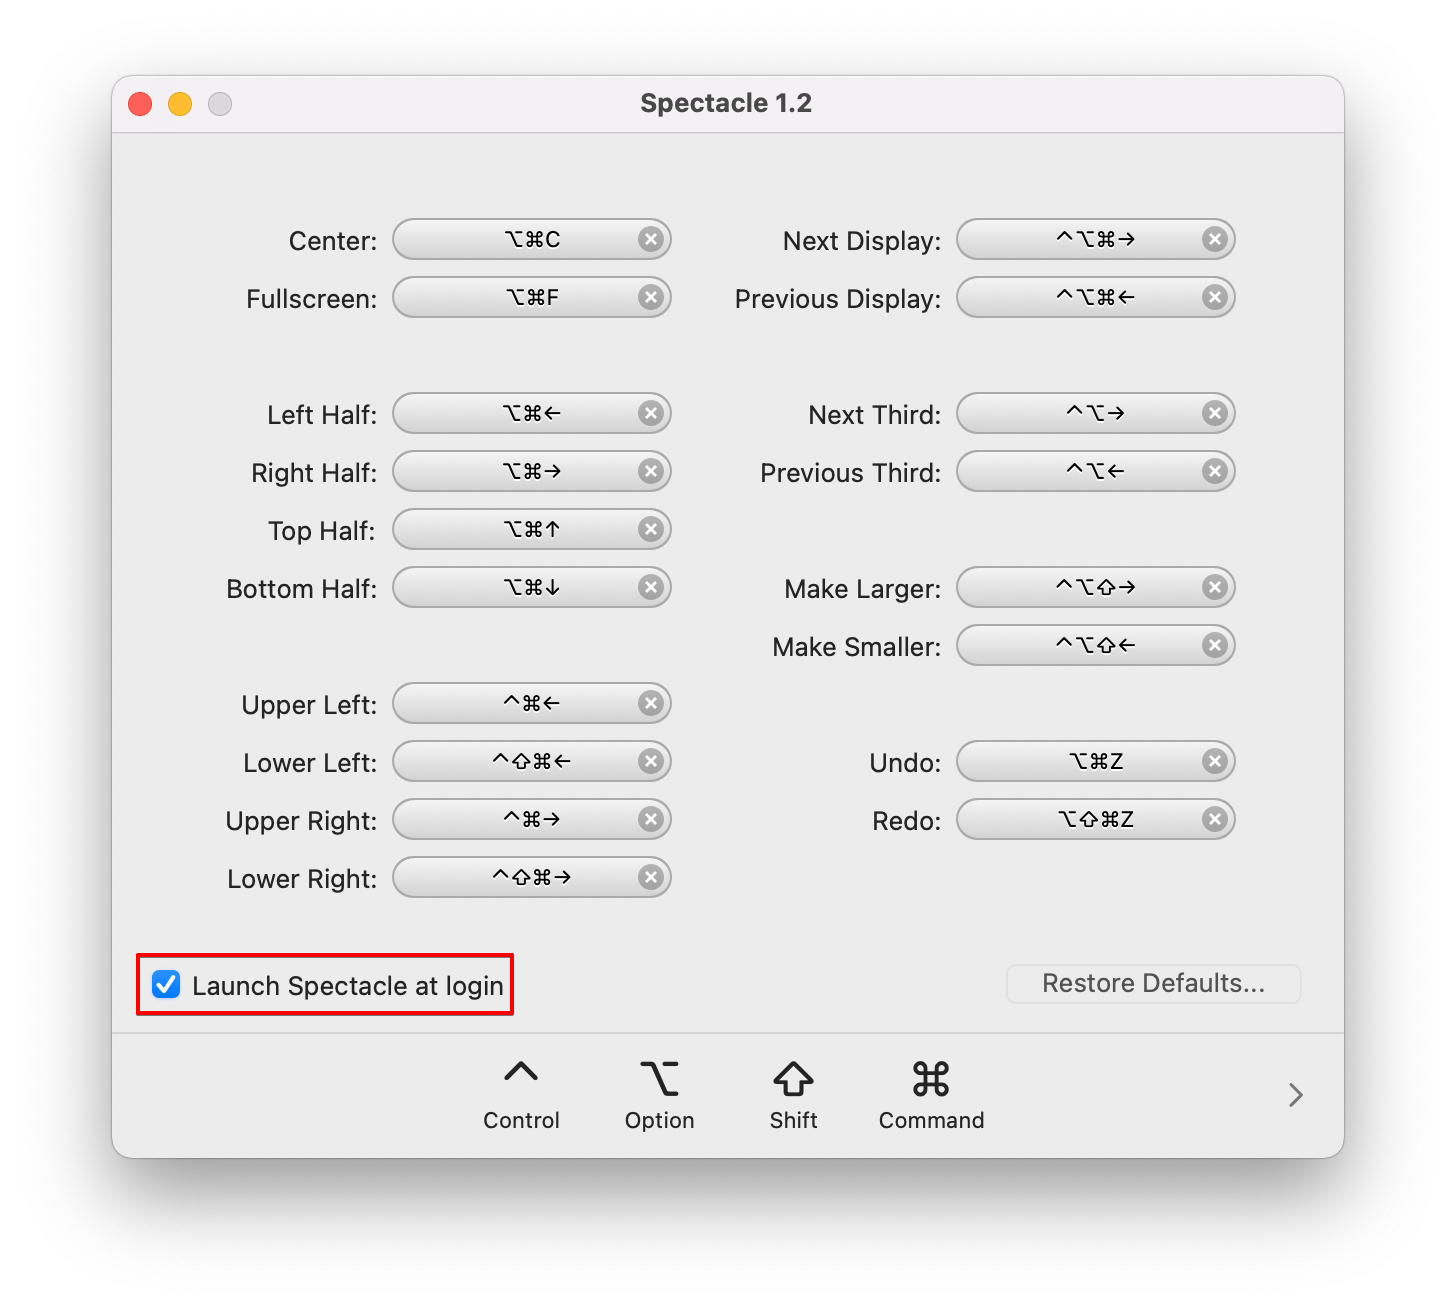 Spectacle 1.2
Center: ⌥⌘C
Fullscreen: ⌥⌘F
Left Half: ⌥⌘←
Right Half: ⌥⌘→
Top Half: ⌥⌘↑
Bottom Half: ⌥⌘↓
Upper Left: ^⌘←
Lower Left: ^⇧⌘←
Upper Right: ^⌘→
Lower Right: ^⇧⌘→
Next Display: ^⌥⌘→
Previous Display: ^⌥⌘←
Next Third: ^⌥→
Previous Third: ^⌥←
Make Larger: ^⌥⇧→
Make Smaller: ^⌥⇧←
Undo: ⌥⌘Z
Redo: ⌥⇧⌘Z
Launch Spectacle at login
Restore Defaults...
^ ⌥ ⇧ ⌘
Control Option Shift Command